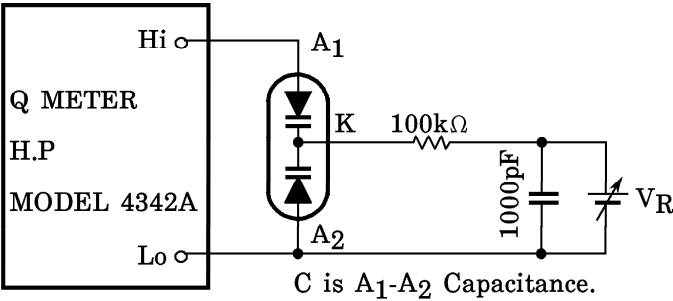 Hi
A1
Q METER
K
100kΩ
H.P
1000pF
VR
MODEL 4342A
A2
Lo
C is A1-A2 Capacitance.